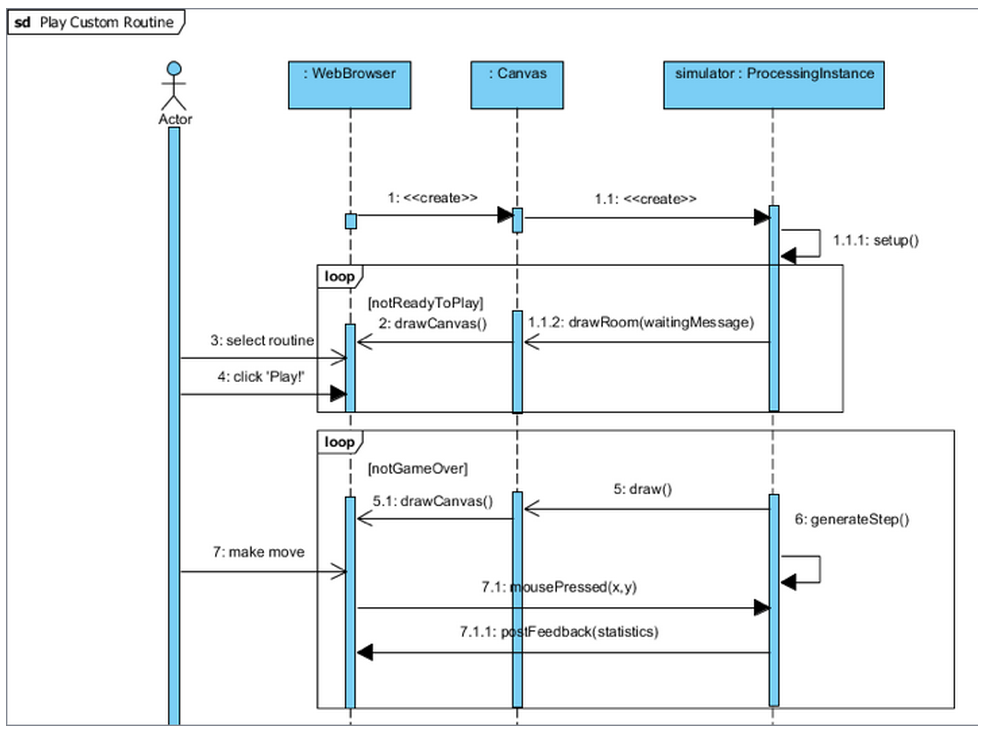 sd Play Custom Routine
: WebBrowser
: Canvas
simulator : ProcessingInstance
Actor
1: <<create>>
1.1: <<create>>
1.1.1: setup()
loop
[notReadyToPlay]
2: drawCanvas()
1.1.2: drawRoom(waitingMessage)
3: select routine
4: click 'Play!'
loop
[notGameOver]
5: draw()
5.1: drawCanvas()
6: generateStep()
7: make move
7.1: mousePressed(x,y)
7.1.1: postFeedback(statistics)